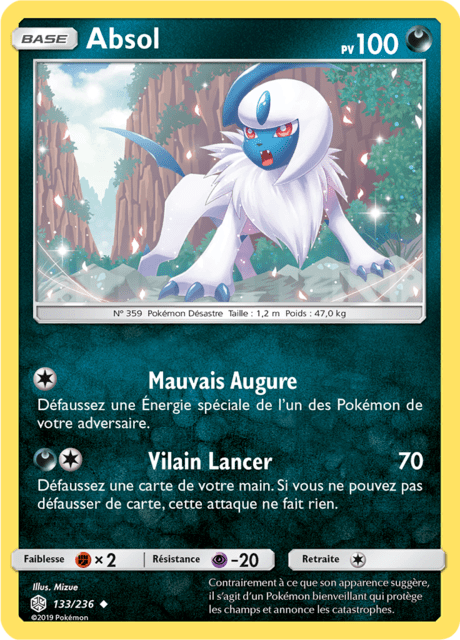 BASE Absol PV 100
N° 359 Pokémon Désastre Taille : 1,2 m Poids : 47,0 kg
Mauvais Augure
Défaussez une Énergie spéciale de l'un des Pokémon de
votre adversaire.
Vilain Lancer 70
Défaussez une carte de votre main. Si vous ne pouvez pas
défausser de carte, cette attaque ne fait rien.
Faiblesse × 2 Résistance -20 Retraite
Illus. Mizue
133/236
©2019 Pokémon
Contrairement à ce que son apparence suggère,
il s'agit d'un Pokémon bienveillant qui protège
les champs et annonce les catastrophes.